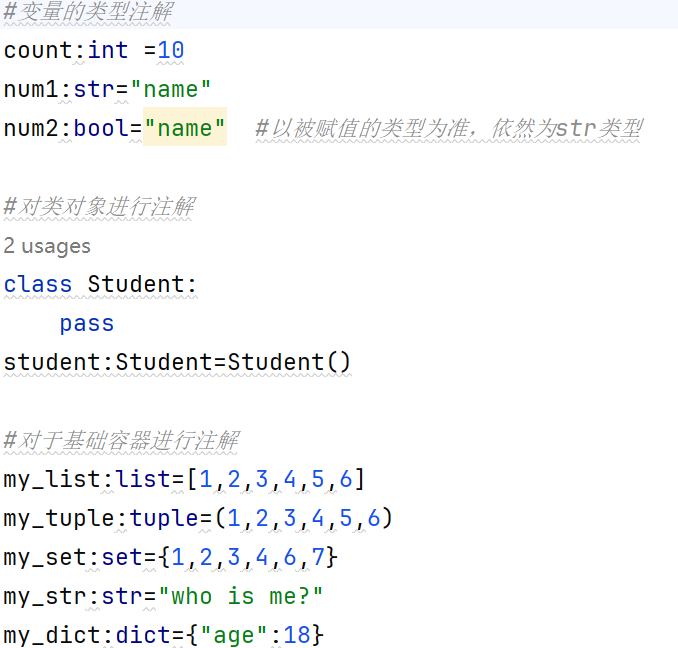 #变量的类型注解
count:int =10
num1:str="name"
num2:bool="name"  #以被赋值的类型为准，依然为str类型
#对类对象进行注解
2 usages
class Student:
    pass
student:Student=Student()
#对于基础容器进行注解
my_list:list=[1,2,3,4,5,6]
my_tuple:tuple=(1,2,3,4,5,6)
my_set:set={1,2,3,4,6,7}
my_str:str="who is me?"
my_dict:dict={"age":18}